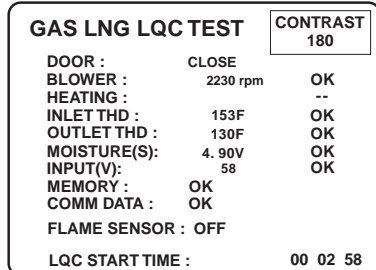 GAS LNG LQC TEST
CONTRAST
180
DOOR : CLOSE
BLOWER : 2230 rpm OK
HEATING : --
INLET THD : 153F OK
OUTLET THD : 130F OK
MOISTURE(S): 4. 90V OK
INPUT(V): 58 OK
MEMORY : OK
COMM DATA : OK
FLAME SENSOR : OFF
LQC START TIME : 00 02 58